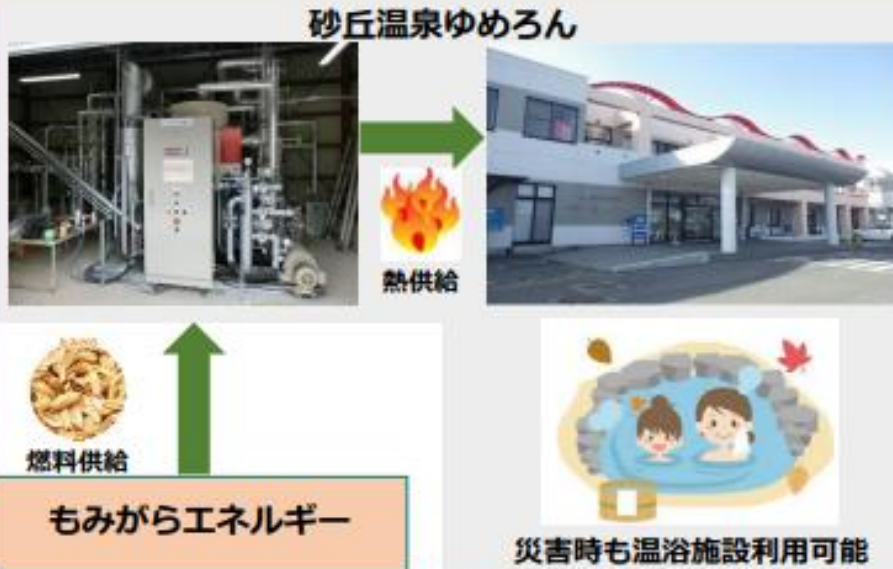 砂丘温泉ゆめろん
熱供給
燃料供給
もみがらエネルギー
災害時も温浴施設利用可能